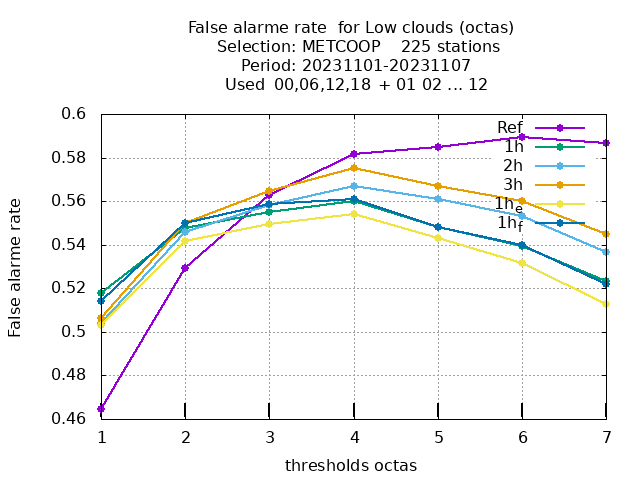 False alarme rate  for Low clouds (octas)
Selection: METCOOP    225 stations
Period: 20231101-20231107
Used  00,06,12,18  + 01 02 ... 12
0.6
0.58
0.56
0.54
0.52
0.5
0.48
0.46
False alarme rate
1 2 3 4 5 6 7
thresholds octas
Ref
1h
2h
3h
1he
1hf